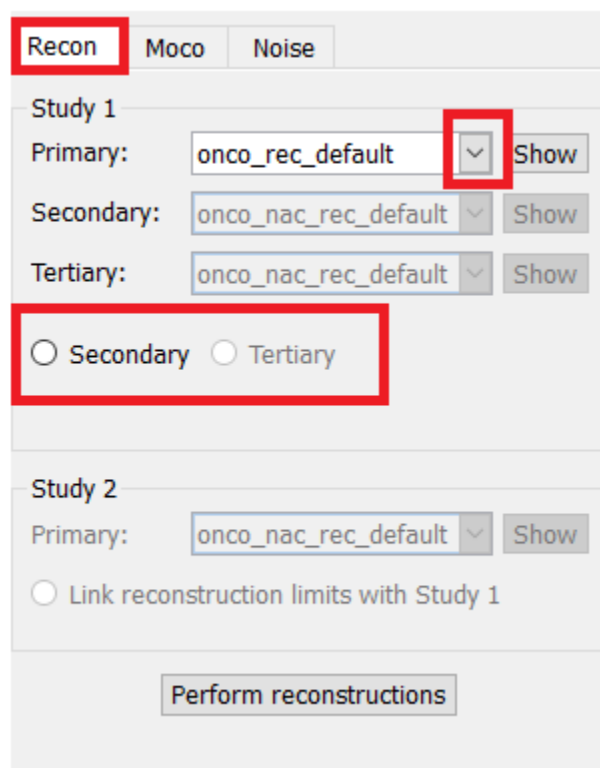 Recon Moco Noise
Study 1
Primary: onco_rec_default Show
Secondary: onco_nac_rec_default Show
Tertiary: onco_nac_rec_default Show
Secondary Tertiary
Study 2
Primary: onco_nac_rec_default Show
Link reconstruction limits with Study 1
Perform reconstructions